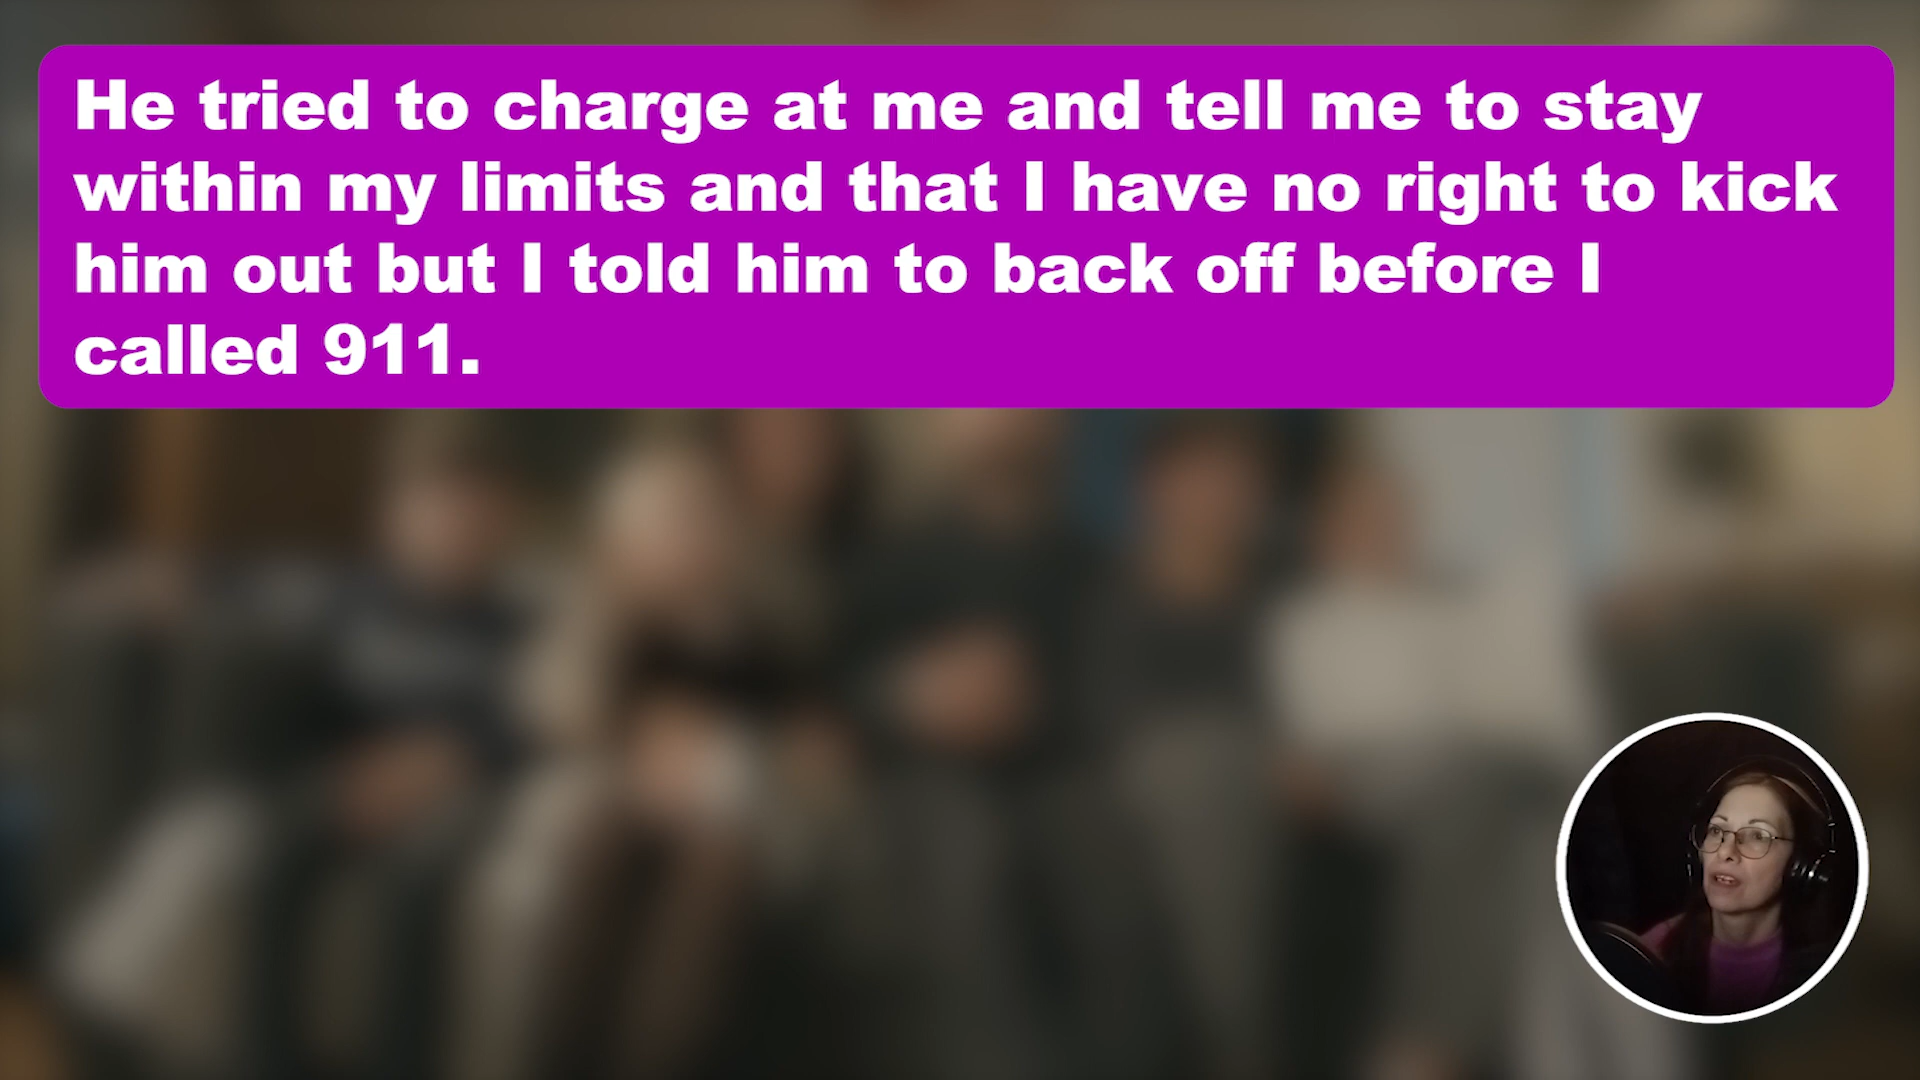 He tried to charge at me and tell me to stay
within my limits and that I have no right to kick
him out but I told him to back off before I
called 911.